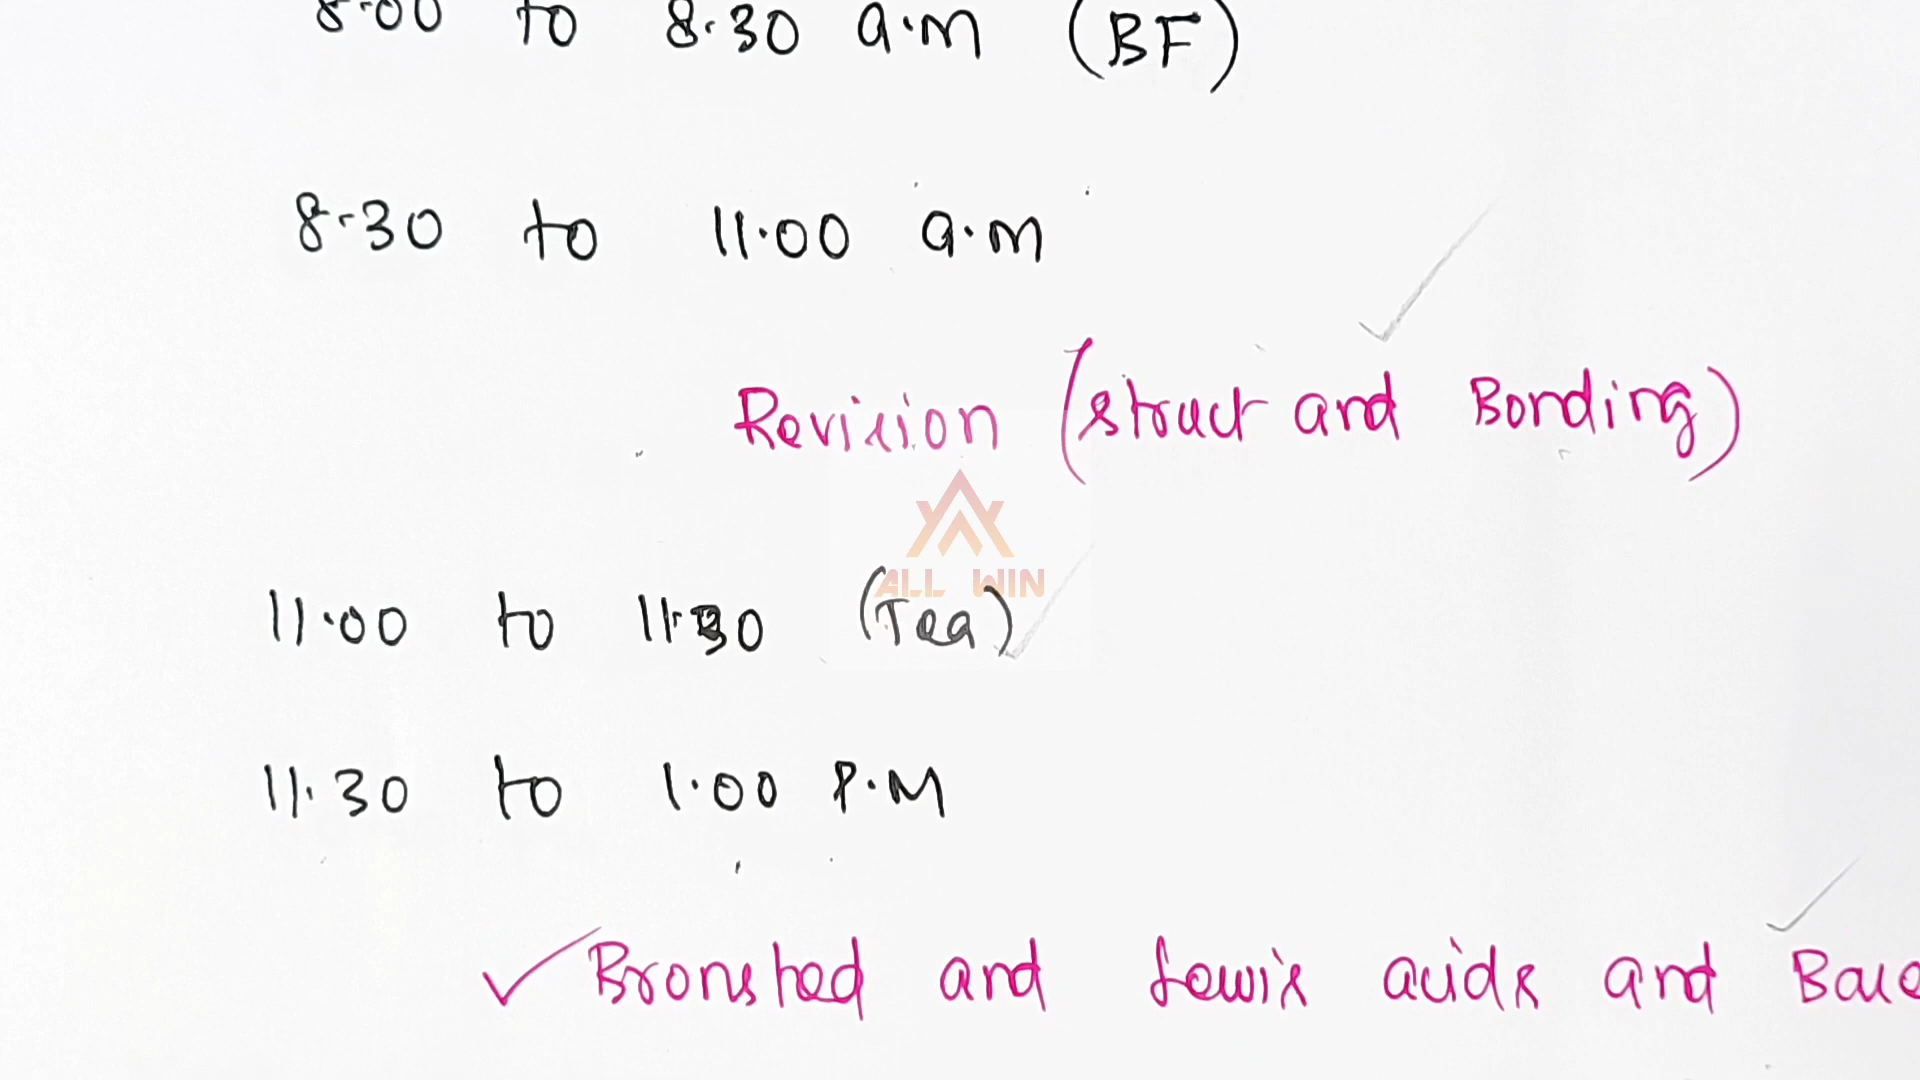 8.00 to 8.30 a.m (BF)
8.30 to 11.00 a.m
Revision (struct and Bonding)
ALL WIN
11.00 to 11.30 (Tea)
11.30 to 1.00 P.M
✓ Bronsted and Lewis acids and Base